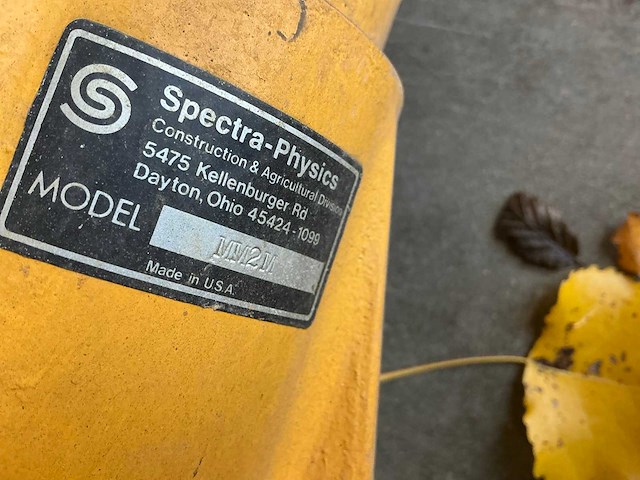 Spectra-Physics
Construction & Agricultural Division
5475 Kellenburger Rd
Dayton, Ohio 45424-1099
MODEL MM2M
Made in U.S.A.